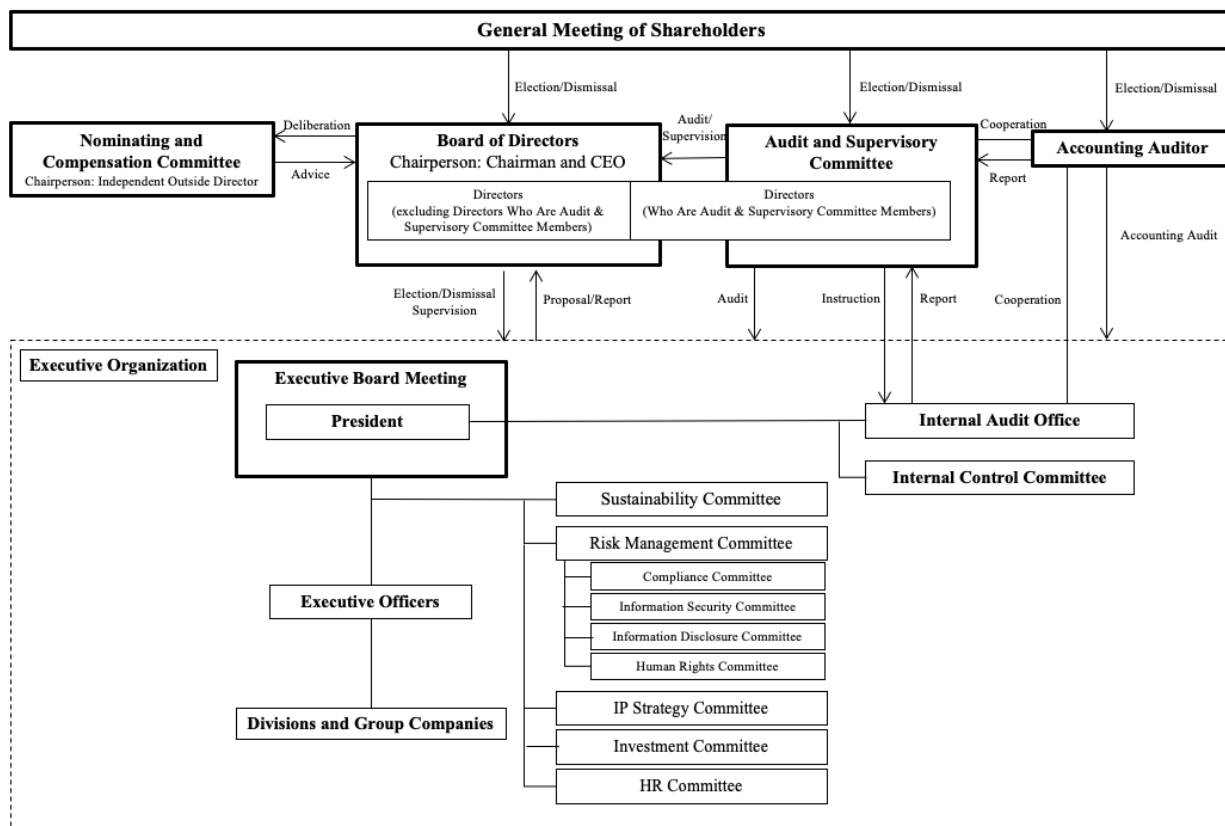 General Meeting of Shareholders
Election/Dismissal
Election/Dismissal
Election/Dismissal
Nominating and
Compensation Committee
Chairperson: Independent Outside Director
Deliberation
Advice
Board of Directors
Chairperson: Chairman and CEO
Directors
(excluding Directors Who Are Audit &
Supervisory Committee Members)
Audit/
Supervision
Audit and Supervisory
Committee
Directors
(Who Are Audit & Supervisory Committee Members)
Cooperation
Report
Accounting Auditor
Accounting Audit
Election/Dismissal
Supervision
Proposal/Report
Audit
Instruction
Report
Cooperation
Executive Organization
Executive Board Meeting
President
Internal Audit Office
Internal Control Committee
Sustainability Committee
Risk Management Committee
Compliance Committee
Information Security Committee
Information Disclosure Committee
Human Rights Committee
Executive Officers
IP Strategy Committee
Divisions and Group Companies
Investment Committee
HR Committee